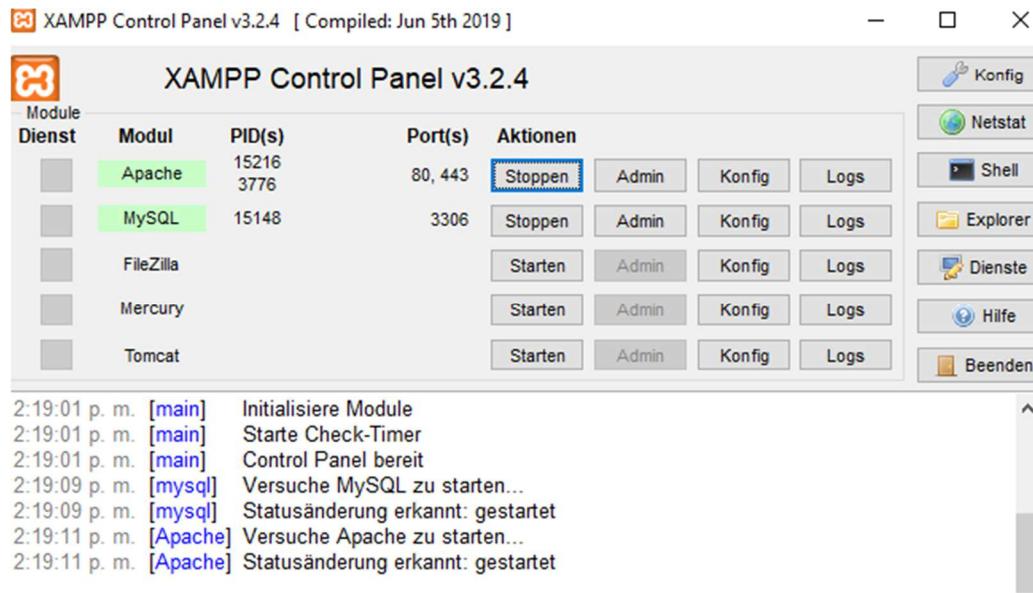 XAMPP Control Panel v3.2.4 [ Compiled: Jun 5th 2019 ]
XAMPP Control Panel v3.2.4
Konfig
Module
Dienst Modul PID(s) Port(s) Aktionen
Netstat
Apache 15216 3776 80, 443 Stoppen Admin Konfig Logs
Shell
MySQL 15148 3306 Stoppen Admin Konfig Logs
Explorer
FileZilla Starten Admin Konfig Logs
Dienste
Mercury Starten Admin Konfig Logs
Hilfe
Tomcat Starten Admin Konfig Logs
Beenden
2:19:01 p. m. [main] Initialisiere Module
2:19:01 p. m. [main] Starte Check-Timer
2:19:01 p. m. [main] Control Panel bereit
2:19:09 p. m. [mysql] Versuche MySQL zu starten...
2:19:09 p. m. [mysql] Statusänderung erkannt: gestartet
2:19:11 p. m. [Apache] Versuche Apache zu starten...
2:19:11 p. m. [Apache] Statusänderung erkannt: gestartet